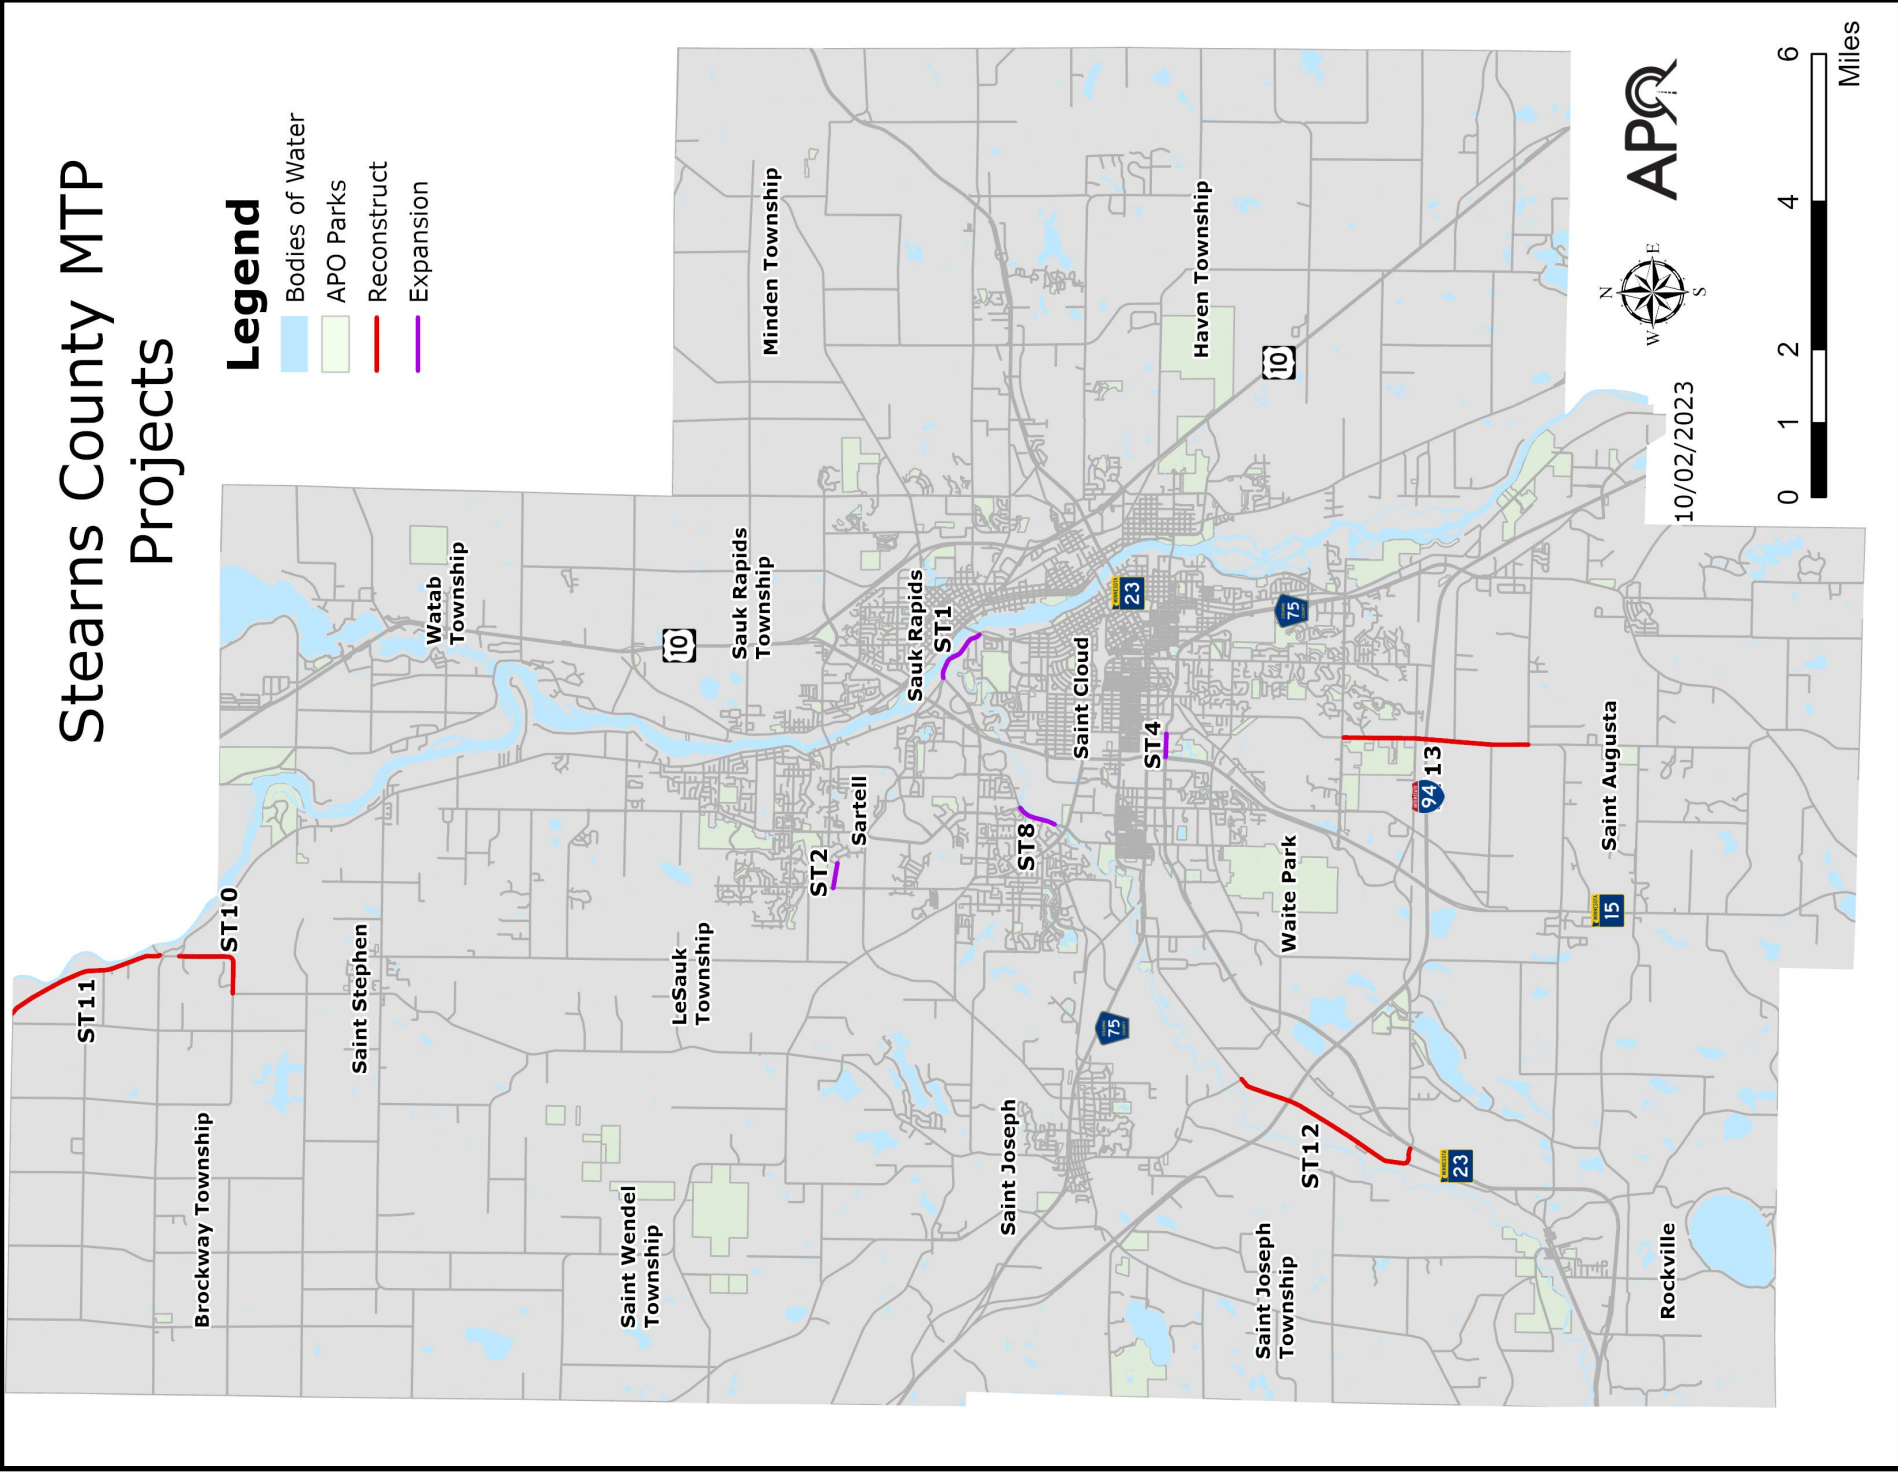 Stearns County MTP
Projects
Legend
Bodies of Water
APO Parks
Reconstruct
Expansion
ST11
ST10
Brockway Township
Saint Stephen
Watab
Township
10
Saint Wendel
Township
LeSauk
Township
Sauk Rapids
Township
Minden Township
ST2
Sartell
Sauk Rapids
ST1
Saint Joseph
ST8
75
Saint Cloud
MINNESOTA
23
ST4
Haven Township
10
Saint Joseph
Township
ST12
Waite Park
75
94
13
MINNESOTA
23
MINNESOTA
15
Saint Augusta
Rockville
10/02/2023
N
W
E
S
APO
0
1
2
4
6
Miles